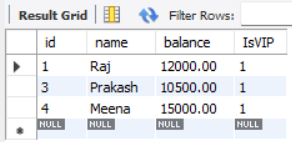 Result Grid Filter Rows:
id name balance IsVIP
1 Raj 12000.00 1
3 Prakash 10500.00 1
4 Meena 15000.00 1
NULL NULL NULL NULL